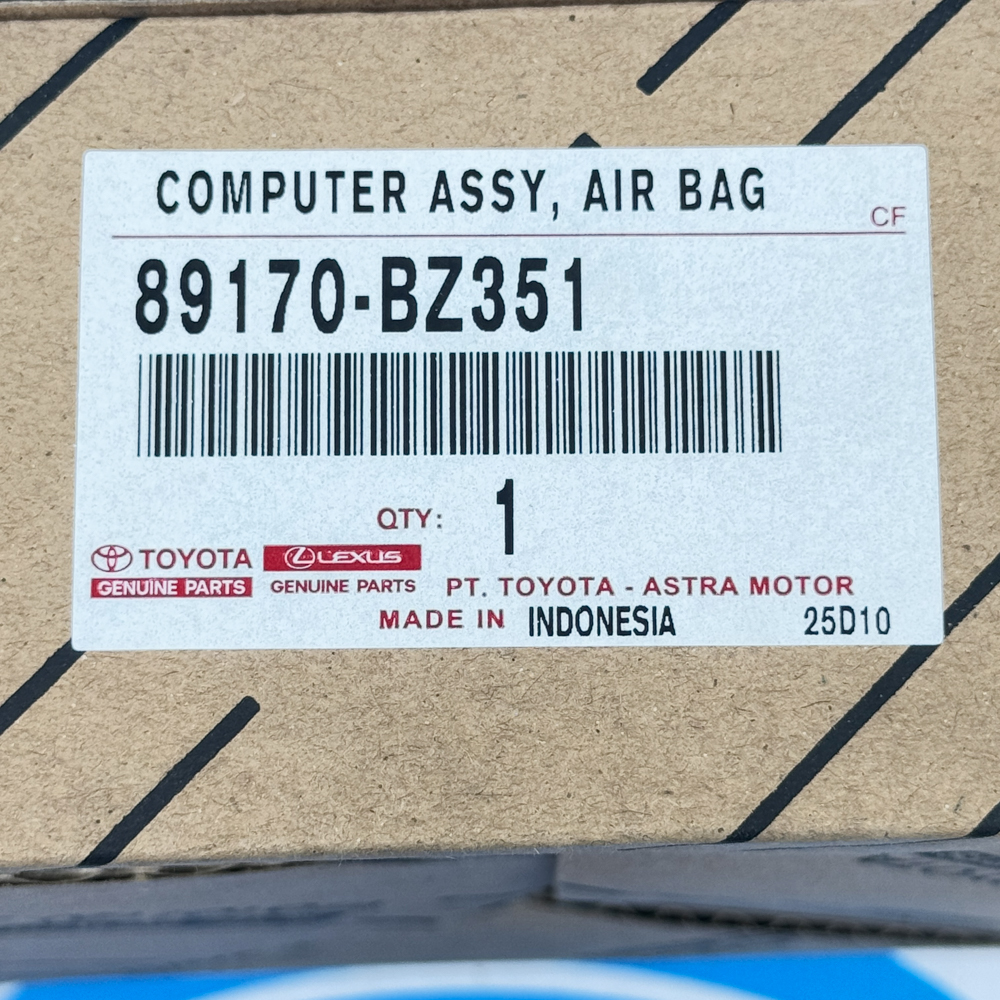 COMPUTER ASSY, AIR BAG
CF
89170-BZ351
QTY: 1
TOYOTA LEXUS
GENUINE PARTS GENUINE PARTS PT. TOYOTA - ASTRA MOTOR
MADE IN INDONESIA 25D10